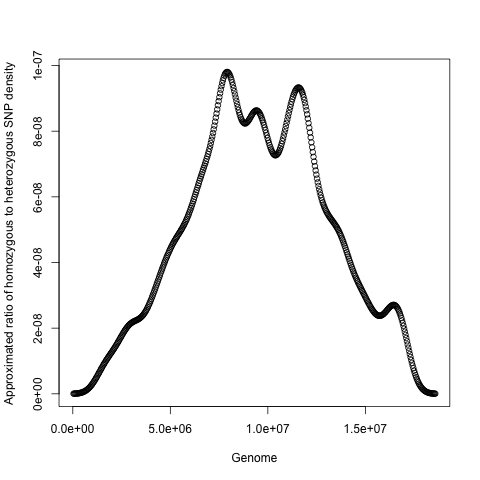 Approximated ratio of homozygous to heterozygous SNP density
1e-07
8e-08
6e-08
4e-08
2e-08
0e+00
0.0e+00 5.0e+06 1.0e+07 1.5e+07
Genome